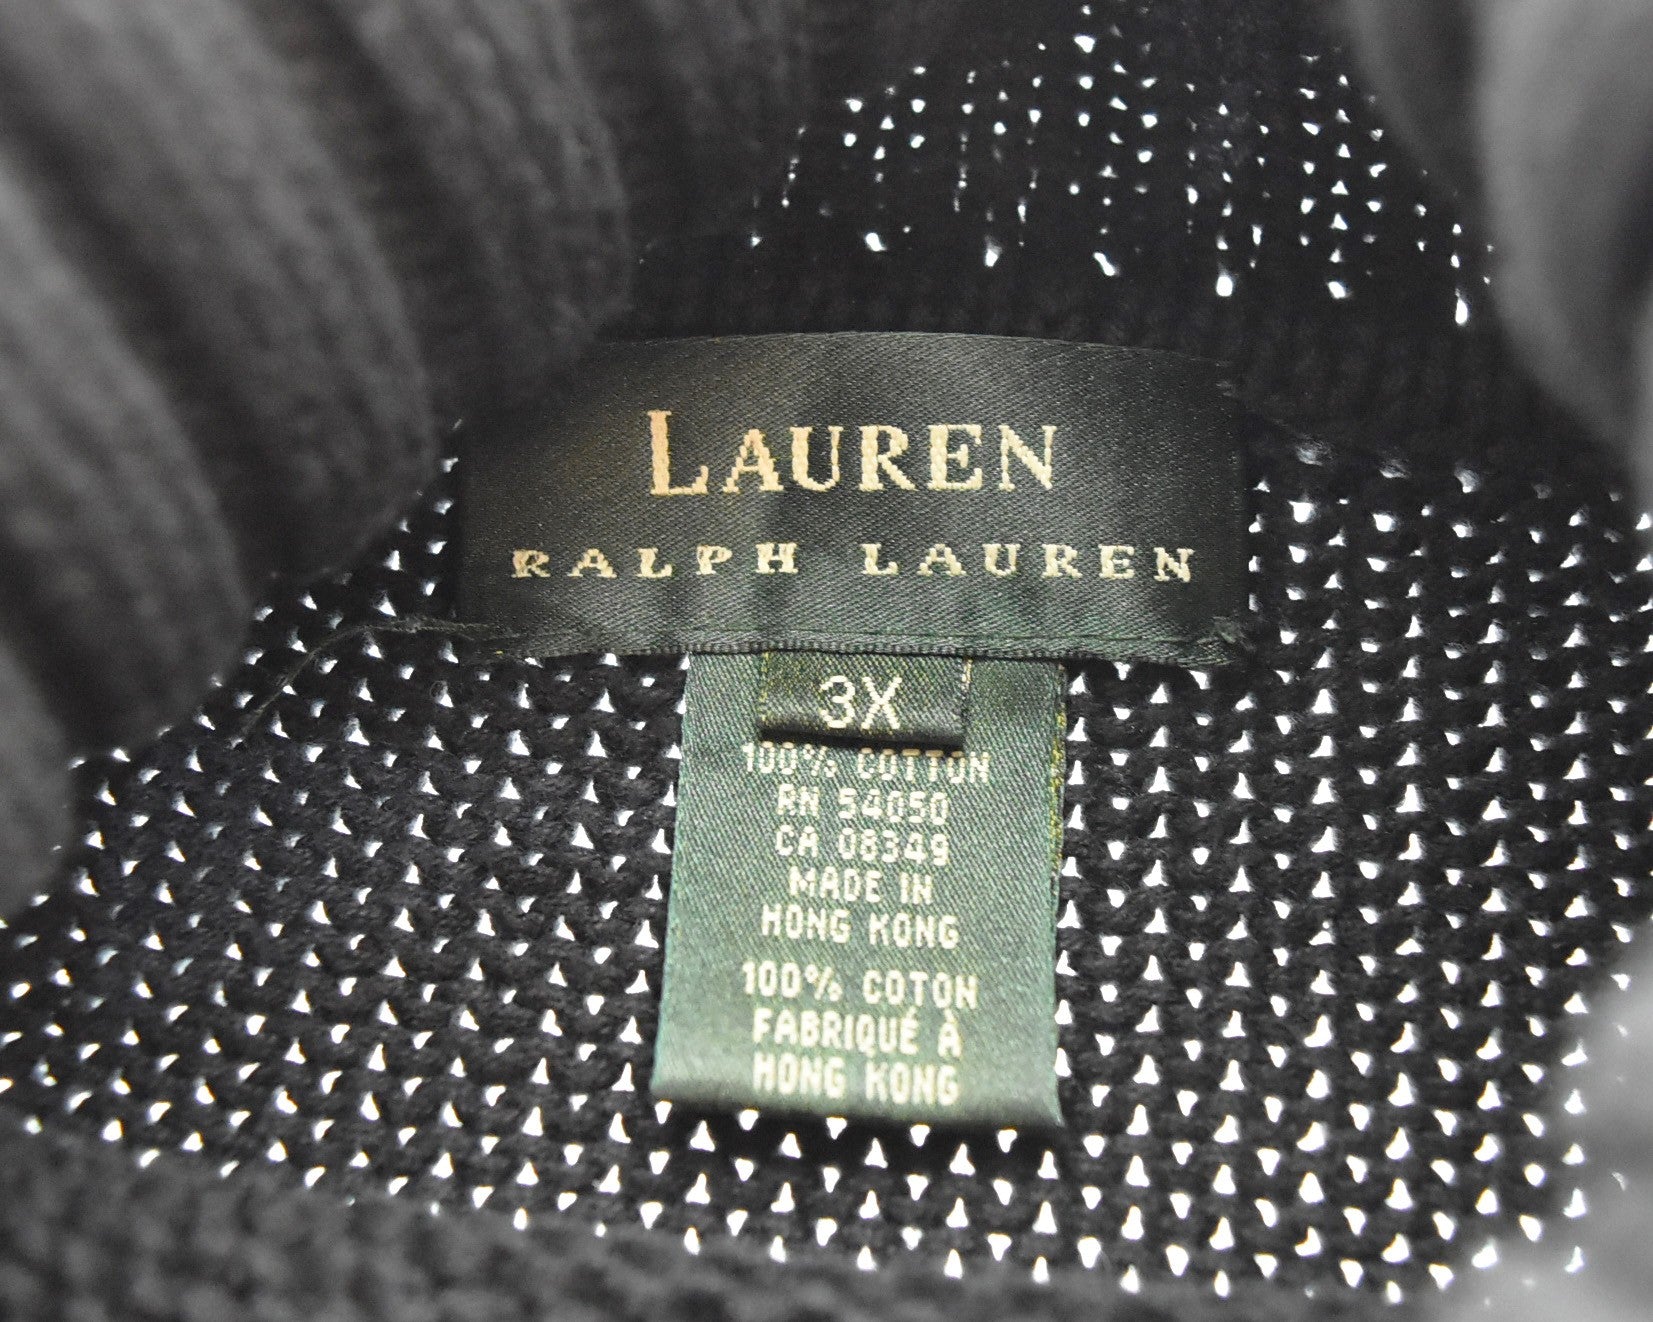 LAUREN
RALPH LAUREN
3X
100% COTTON
RN 54050
CA 08349
MADE IN
HONG KONG
100% COTON
FABRIQUÉ À
HONG KONG